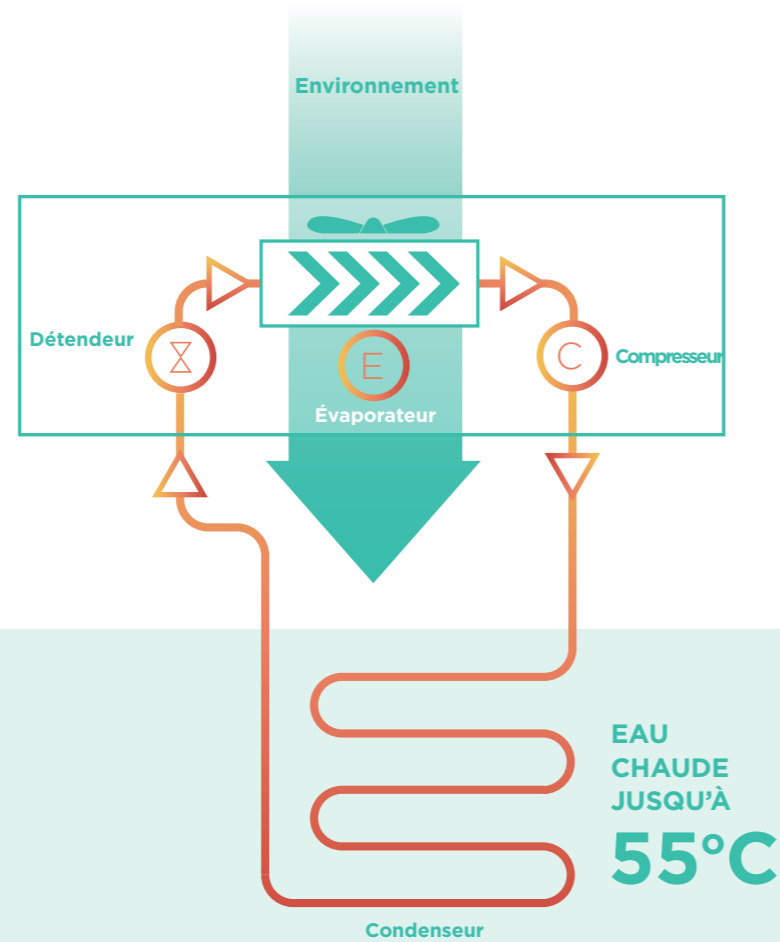 Environnement
Détendeur
E
C
Compresseur
Évaporateur
EAU
CHAUDE
JUSQU'À
55°C
Condenseur